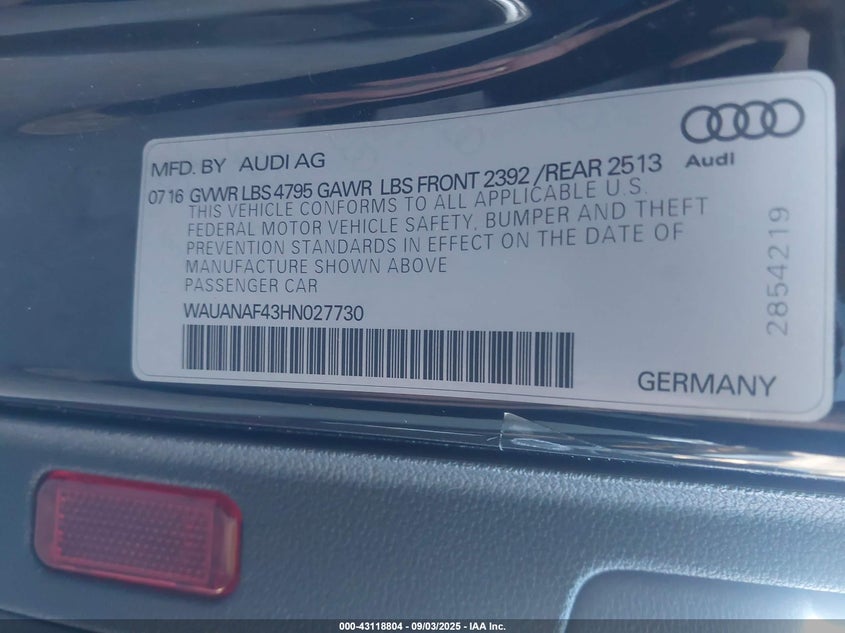 MFD. BY AUDI AG
Audi
07 16 GVWR LBS 4795 GAWR LBS FRONT 2392 /REAR 2513
THIS VEHICLE CONFORMS TO ALL APPLICABLE U.S.
FEDERAL MOTOR VEHICLE SAFETY, BUMPER AND THEFT
PREVENTION STANDARDS IN EFFECT ON THE DATE OF
MANUFACTURE SHOWN ABOVE
PASSENGER CAR
WAUANAF43HN027730
2854219
GERMANY
000-43118804 - 09/03/2025 - IAA Inc.